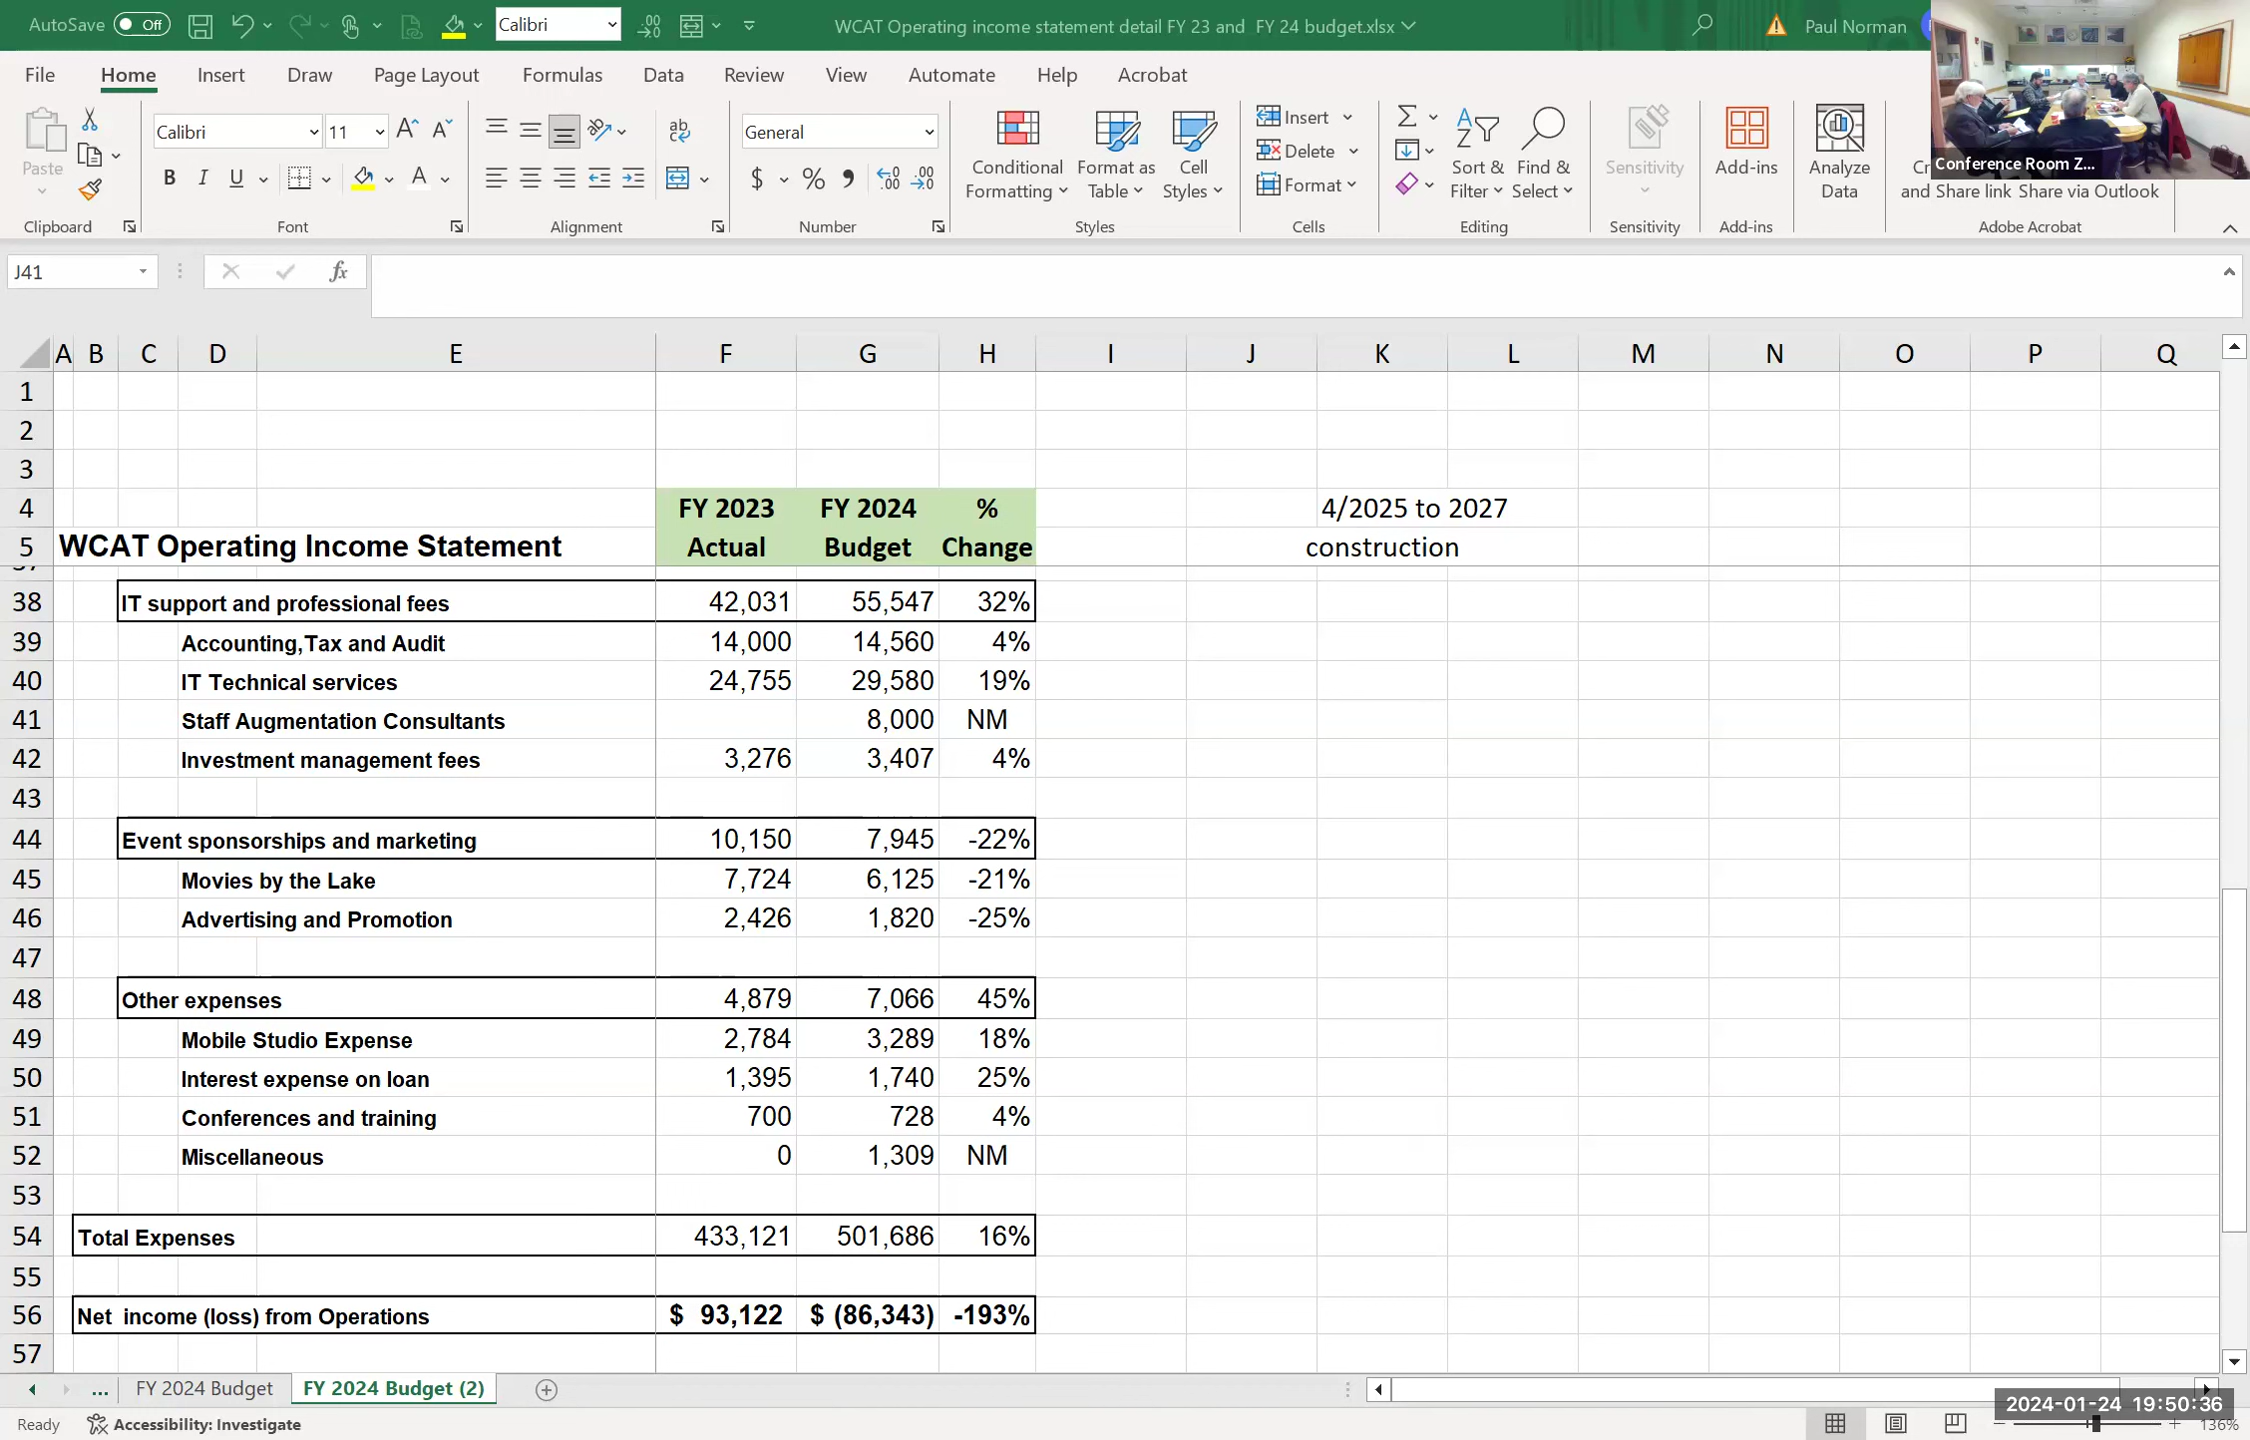 AutoSave Off Calibri WCAT Operating income statement detail FY 23 and FY 24 budget.xlsx Paul Norman
File Home Insert Draw Page Layout Formulas Data Review View Automate Help Acrobat
Calibri 11 General
Paste
B I U
ab
$ % ,
Conditional Formatting
Format as Table
Cell Styles
Insert
Delete
Format
Sort & Filter
Find & Select
Sensitivity
Add-ins
Analyze Data
Conference Room Z...
and Share link Share via Outlook
Clipboard Font Alignment Number Styles Cells Editing Sensitivity Add-ins Adobe Acrobat
J41 fx
A B C D E F G H I J K L M N O P Q
1
2
3
4 FY 2023 FY 2024 % 4/2025 to 2027
5 WCAT Operating Income Statement Actual Budget Change construction
38 IT support and professional fees 42,031 55,547 32%
39 Accounting,Tax and Audit 14,000 14,560 4%
40 IT Technical services 24,755 29,580 19%
41 Staff Augmentation Consultants 8,000 NM
42 Investment management fees 3,276 3,407 4%
43
44 Event sponsorships and marketing 10,150 7,945 -22%
45 Movies by the Lake 7,724 6,125 -21%
46 Advertising and Promotion 2,426 1,820 -25%
47
48 Other expenses 4,879 7,066 45%
49 Mobile Studio Expense 2,784 3,289 18%
50 Interest expense on loan 1,395 1,740 25%
51 Conferences and training 700 728 4%
52 Miscellaneous 0 1,309 NM
53
54 Total Expenses 433,121 501,686 16%
55
56 Net income (loss) from Operations $ 93,122 $ (86,343) -193%
57
... FY 2024 Budget FY 2024 Budget (2)
2024-01-24 19:50:36
Ready Accessibility: Investigate 136%